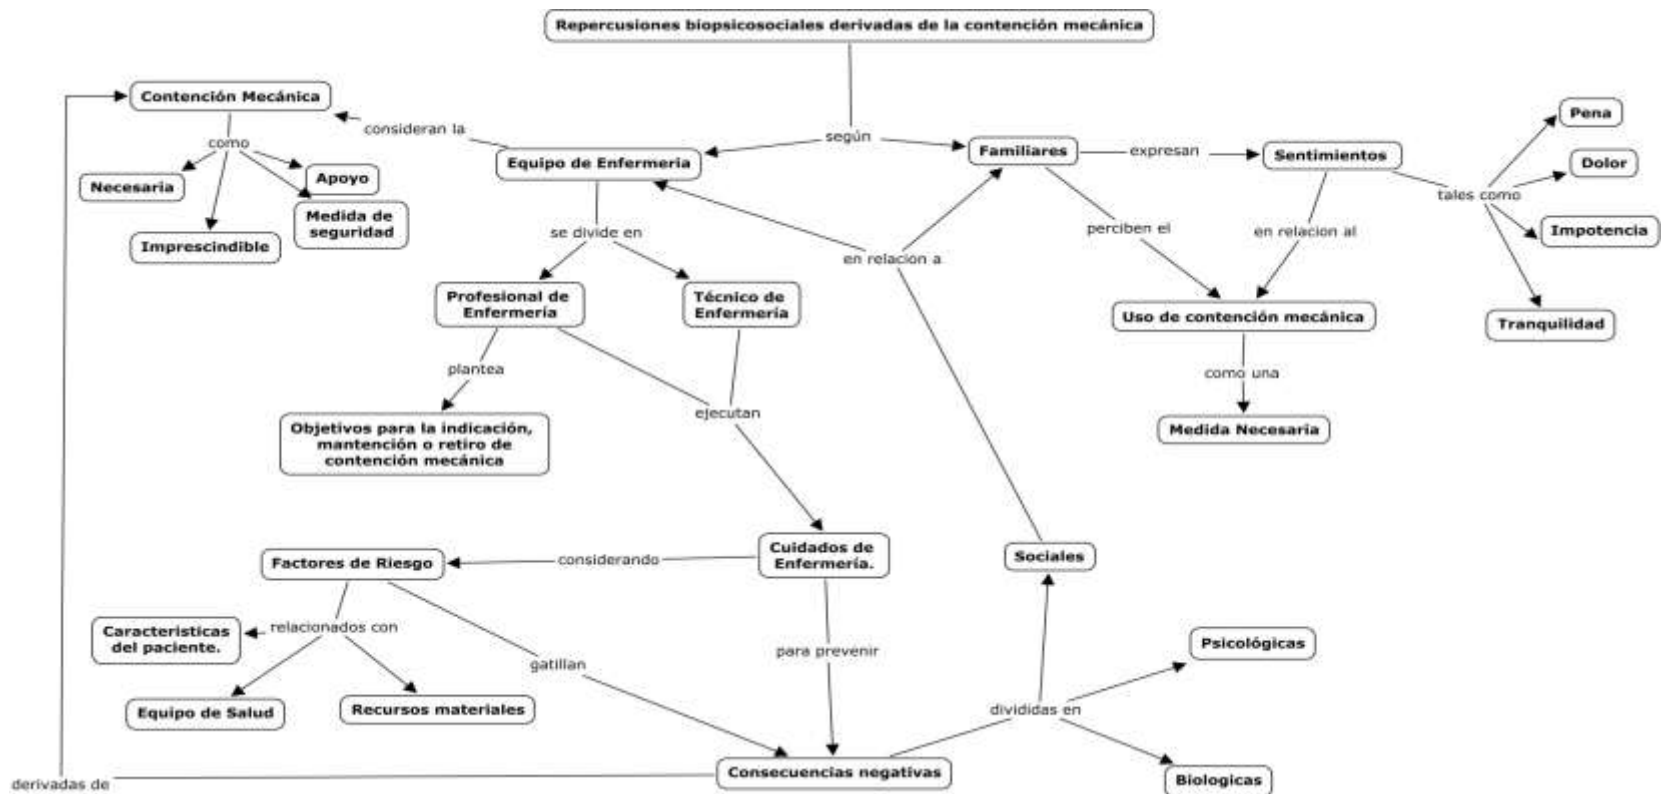 Repercusiones biopsicosociales derivadas de la contención mecánica
Contención Mecánica
consideran la
según
como
Necesaria
Apoyo
Medida de
seguridad
Imprescindible
Equipo de Enfermeria
Familiares
expresan
Sentimientos
Pena
Dolor
tales como
Impotencia
Tranquilidad
se divide en
en relacion a
perciben el
en relacion al
Profesional de
Enfermería
Técnico de
Enfermería
Uso de contención mecánica
plantea
como una
ejecutan
Objetivos para la indicación,
mantención o retiro de
contención mecánica
Medida Necesaria
Factores de Riesgo
considerando
Cuidados de
Enfermería.
Sociales
Caracteristicas
del paciente.
relacionados con
gatillan
para prevenir
Psicológicas
Equipo de Salud
Recursos materiales
divididas en
Consecuencias negativas
Biologicas
derivadas de